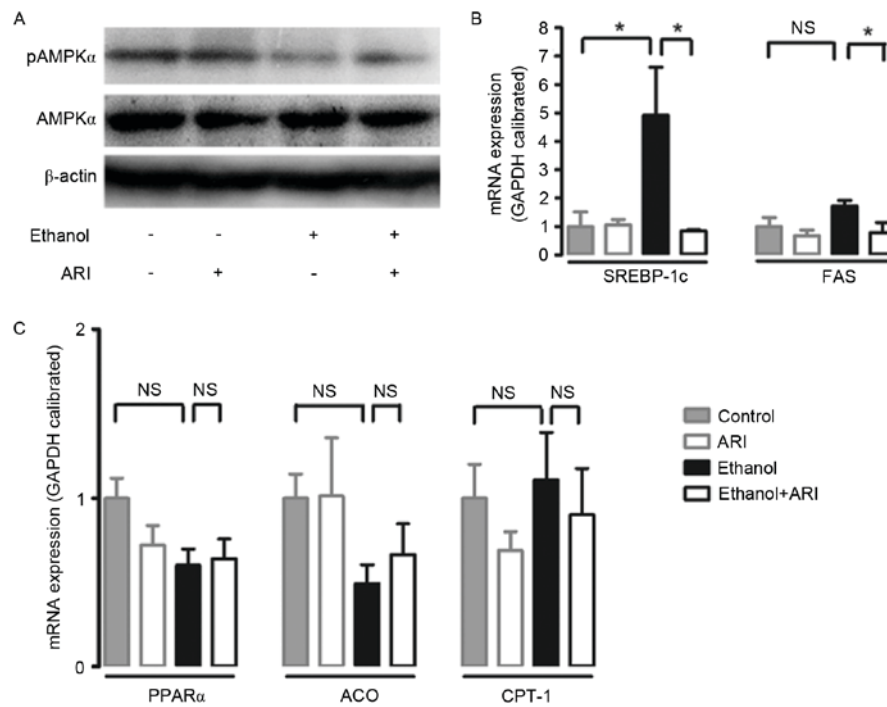 A
pAMPKα
AMPKα
β-actin
Ethanol - - + +
ARI - + - +
B
mRNA expression
(GAPDH calibrated)
8
7
6
5
4
3
2
1
0
* *
NS *
SREBP-1c FAS
C
mRNA expression (GAPDH calibrated)
2
1
0
NS NS
NS NS
NS NS
PPARα ACO CPT-1
Control
ARI
Ethanol
Ethanol+ARI